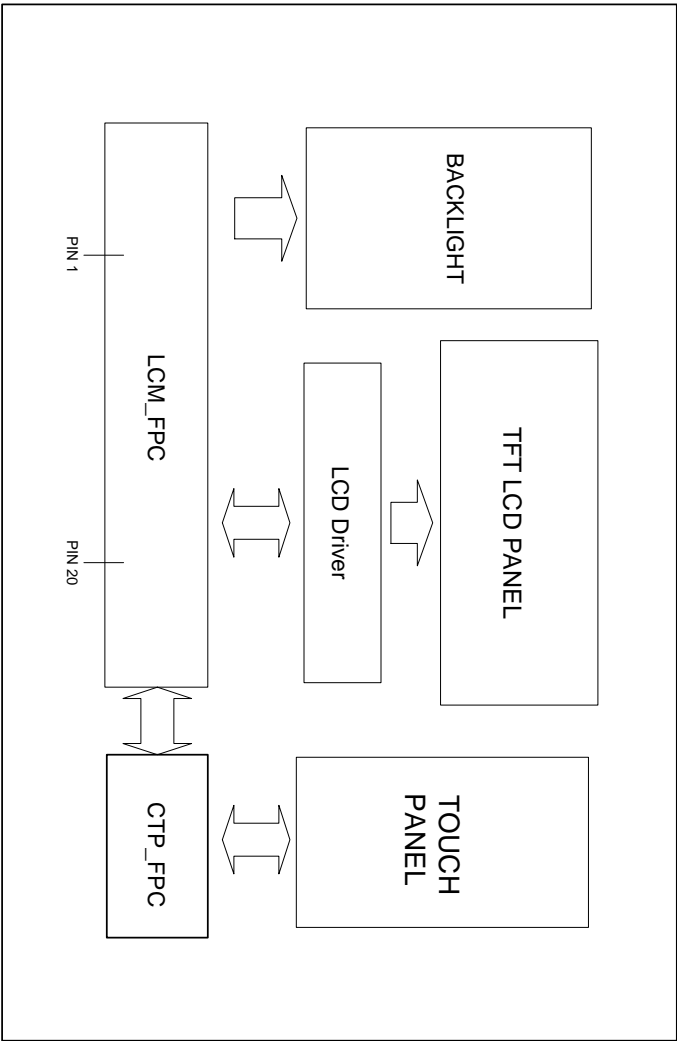 BACKLIGHT
TFT LCD PANEL
TOUCH
PANEL
LCD Driver
LCM_FPC
CTP_FPC
PIN 1
PIN 20